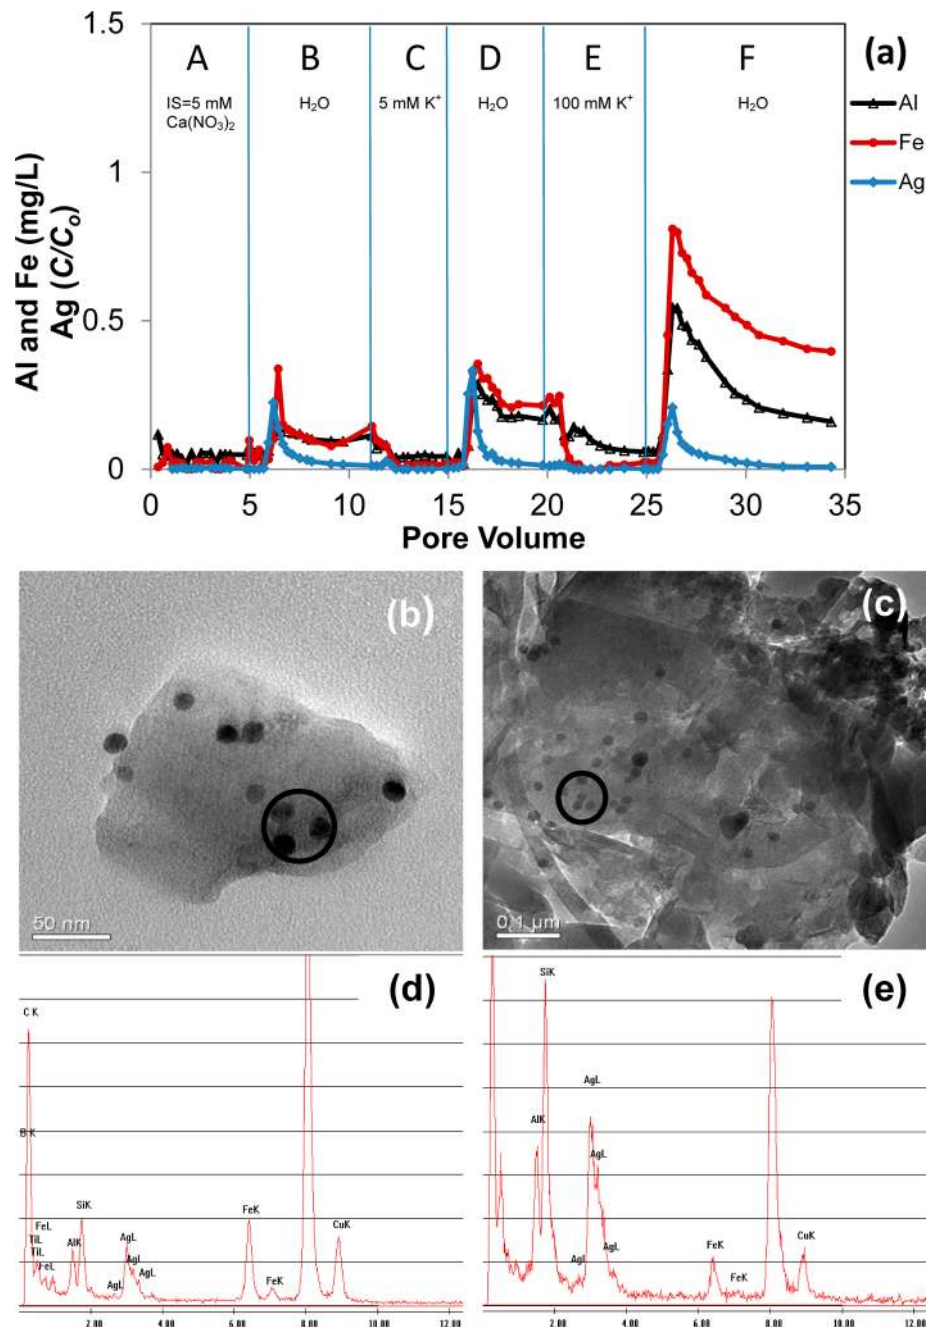 1.5
1
0.5
0
Al and Fe (mg/L)
Ag (C/Co)
A B C D E F (a)
IS=5 mM
Ca(NO3)2
H2O
5 mM K+
H2O
100 mM K+
H2O
Al
Fe
Ag
0 5 10 15 20 25 30 35
Pore Volume
(b)
50 nm
(c)
0.1 µm
(d)
C K
B K
FeL
TiL
TiL
FeL
AlK
SiK
AgL
AgL
AgL
AgL
FeK
FeK
CuK
2.00 4.00 6.00 8.00 10.00 12.00
(e)
SiK
AlK
AgL
AgL
AgL
AgL
FeK
FeK
CuK
2.00 4.00 6.00 8.00 10.00 12.00